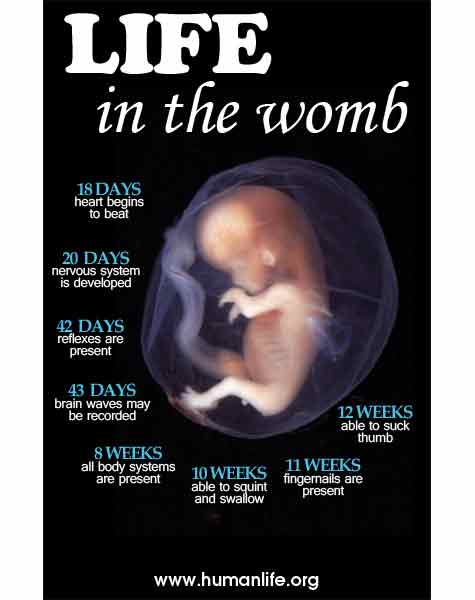 LIFE
in the womb
18 DAYS
heart begins
to beat
20 DAYS
nervous system
is developed
42 DAYS
reflexes are
present
43 DAYS
brain waves may
be recorded
8 WEEKS
all body systems
are present
10 WEEKS
able to squint
and swallow
11 WEEKS
fingernails are
present
12 WEEKS
able to suck
thumb
www.humanlife.org